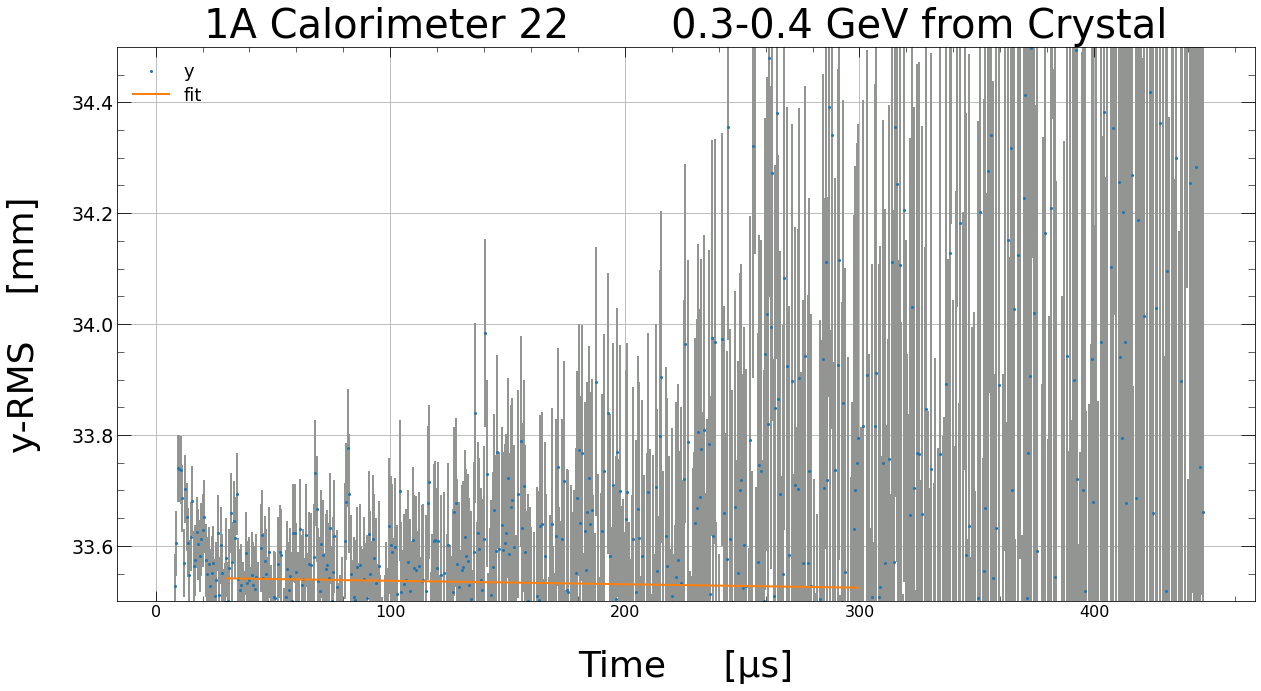 1A Calorimeter 22 0.3-0.4 GeV from Crystal
y
fit
34.4
34.2
34.0
33.8
33.6
y-RMS [mm]
0 100 200 300 400
Time [μs]